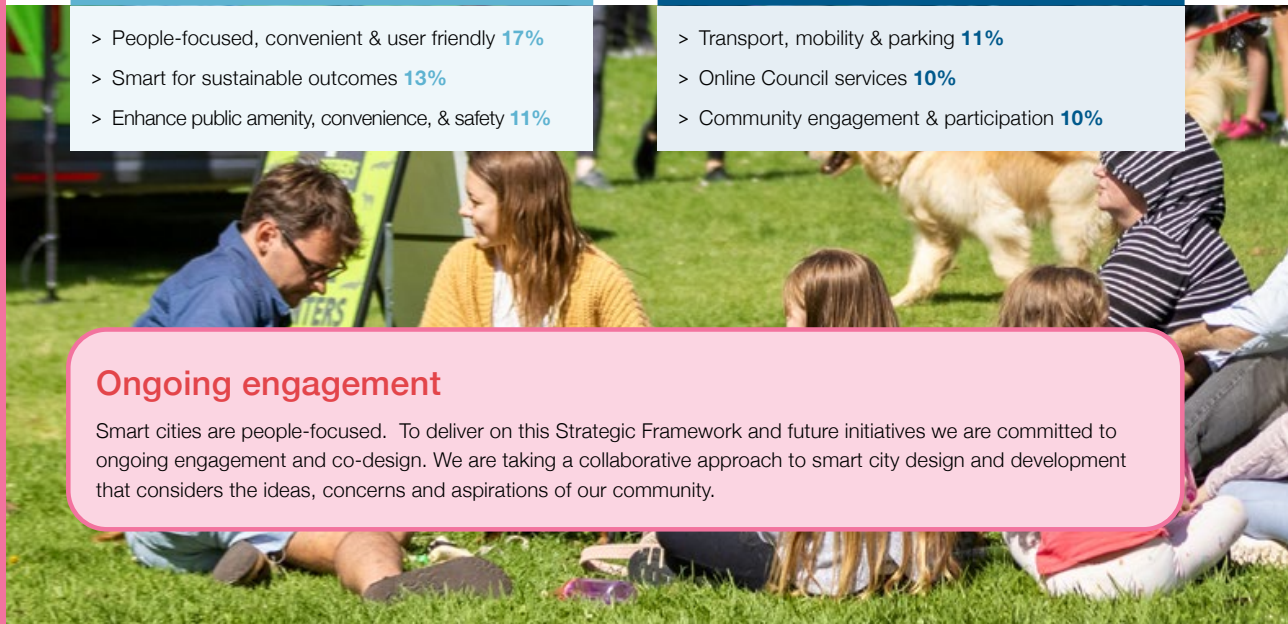 > People-focused, convenient & user friendly 17%
> Smart for sustainable outcomes 13%
> Enhance public amenity, convenience, & safety 11%
> Transport, mobility & parking 11%
> Online Council services 10%
> Community engagement & participation 10%
Ongoing engagement
Smart cities are people-focused.  To deliver on this Strategic Framework and future initiatives we are committed to
ongoing engagement and co-design. We are taking a collaborative approach to smart city design and development
that considers the ideas, concerns and aspirations of our community.